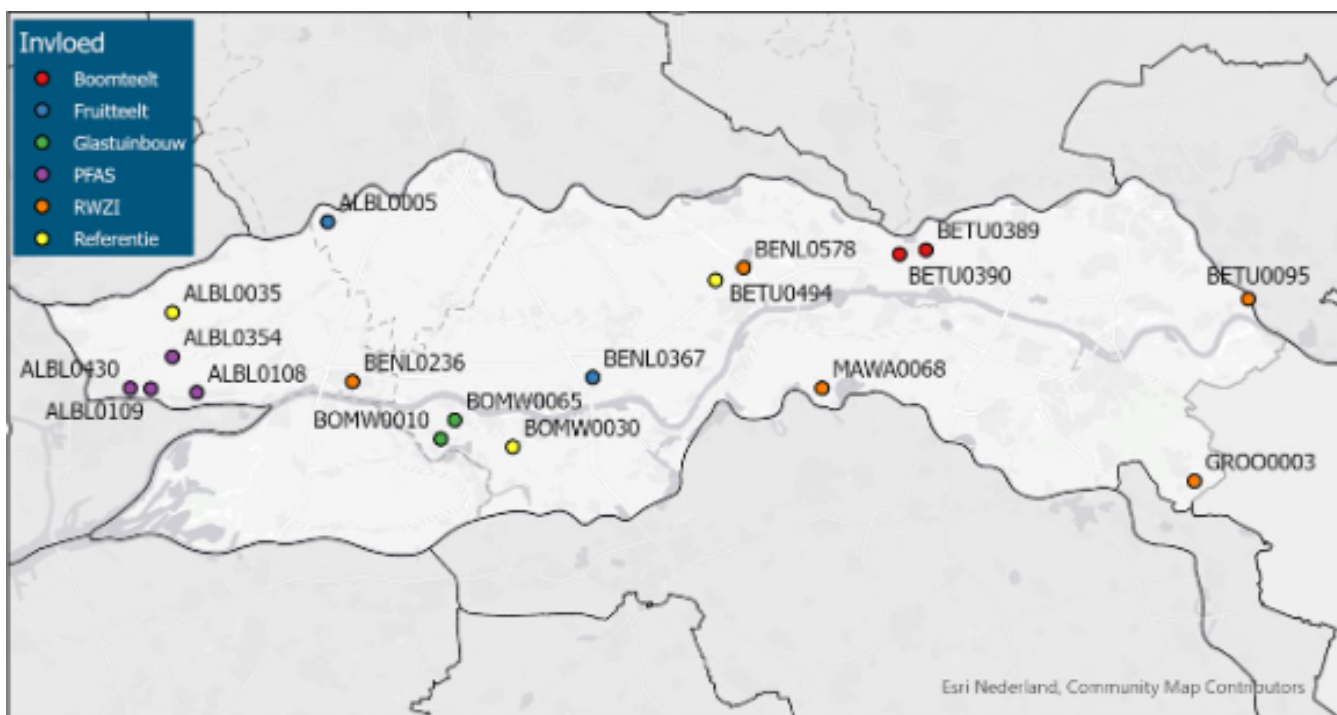 Invloed
Boomteelt
Fruitteelt
Glastuinbouw
PFAS
RWZI
Referentie
ALBL0005
BETU0389
BENL0578
BETU0390
BETU0095
ALBL0035
BETU0494
ALBL0354
BENL0236
BENL0367
ALBL0430
ALBL0108
MAWA0068
ALBL0109
BOMW0065
BOMW0010
BOMW0030
GROO0003
Esri Nederland, Community Map Contributors